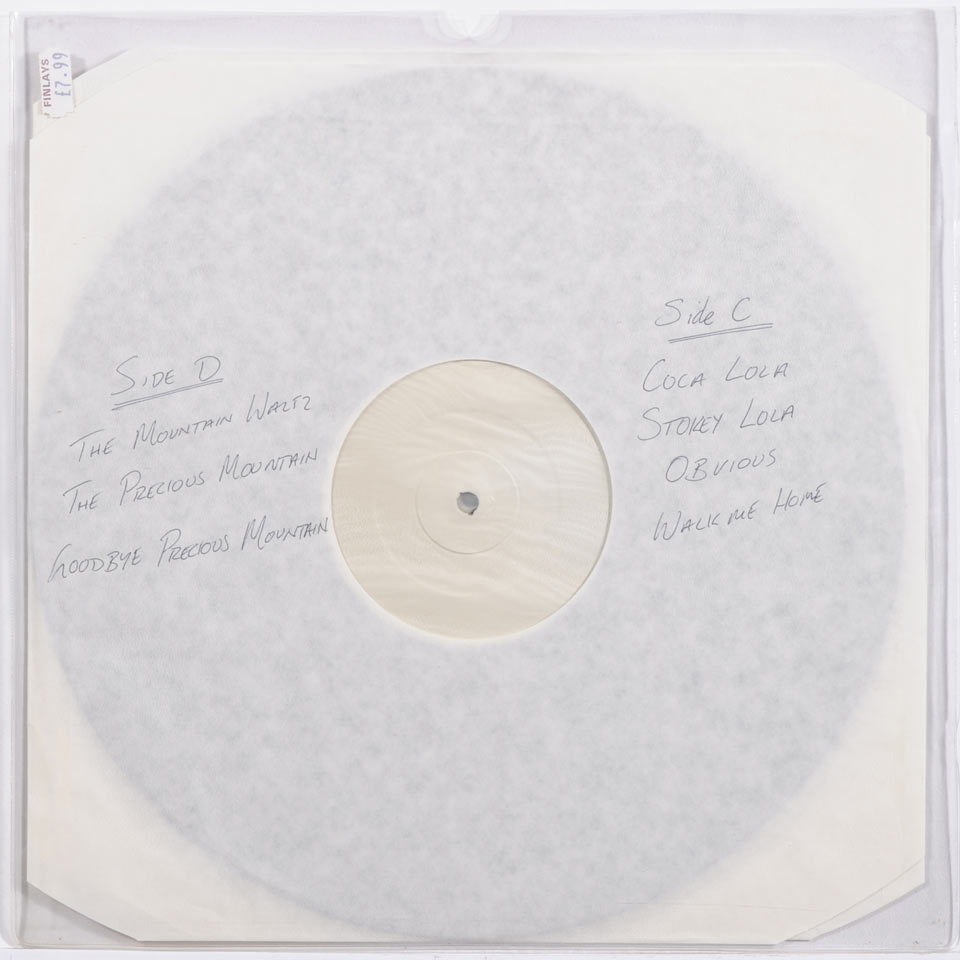 FINLAYS
£7.99
SIDE D
THE MOUNTAIN WALTZ
THE PRECIOUS MOUNTAIN
GOODBYE PRECIOUS MOUNTAIN
Side C
COCA LOLA
STOKEY LOLA
OBVIOUS
WALK ME HOME